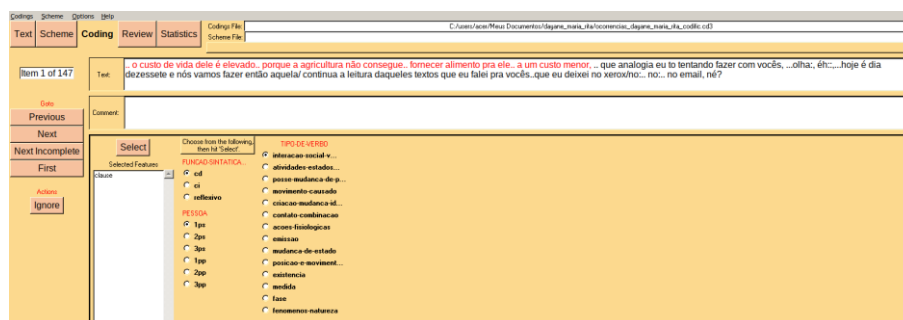 Codings Scheme Options Help
Text Scheme Coding Review Statistics
Codings File: C:/users/acer/Meus Documentos/dayane_maria_rila/ocorrencias_dayane_maria_rila_codific.cd3
Scheme File:
Item 1 of 147
Text:
.. o custo de vida dele é elevado.. porque a agricultura não consegue.. fornecer alimento pra ele.. a um custo menor, .. que analogia eu to tentando fazer com vocês, ...olha:, éh::,...hoje é dia
dezessete e nós vamos fazer então aquela/ continua a leitura daqueles textos que eu falei pra vocês..que eu deixei no xerox/no:.. no:.. no email, né?
Goto
Previous
Next
Next Incomplete
First
Actions
Ignore
Comment:
Select
Selected Features
clause
Choose from the following,
then hit 'Select'.
FUNCAO-SINTATICA...
cd
ci
reflexivo
PESSOA
1ps
2ps
3ps
1pp
2pp
3pp
TIPO-DE-VERBO
interacao-social-v...
atividades-estados...
posse-mudanca-de-p...
movimento-causado
criacao-mudanca-id...
contato-combinacao
acoes-fisiologicas
emissao
mudanca-de-estado
posicao-e-moviment...
existencia
medida
fase
fenomenos-natureza